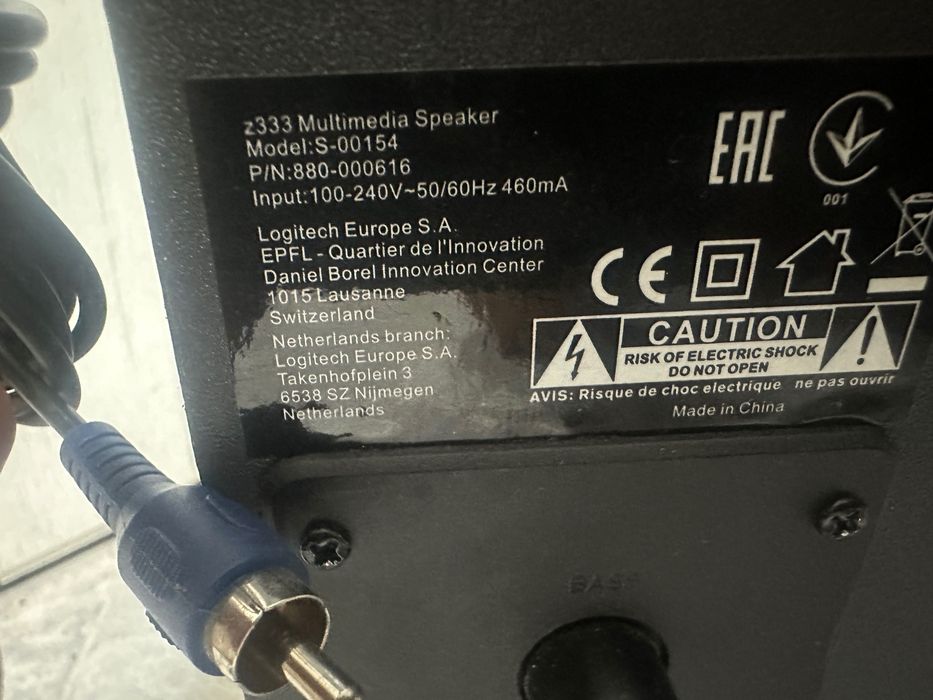 z333 Multimedia Speaker
Model:S-00154
P/N:880-000616
Input:100-240V~50/60Hz 460mA
Logitech Europe S.A.
EPFL - Quartier de l'Innovation
Daniel Borel Innovation Center
1015 Lausanne
Switzerland
Netherlands branch:
Logitech Europe S.A.
Takenhofplein 3
6538 SZ Nijmegen
Netherlands
EAC
001
CE
CAUTION
RISK OF ELECTRIC SHOCK
DO NOT OPEN
AVIS: Risque de choc electrique ne pas ouvrir
Made in China
BASS